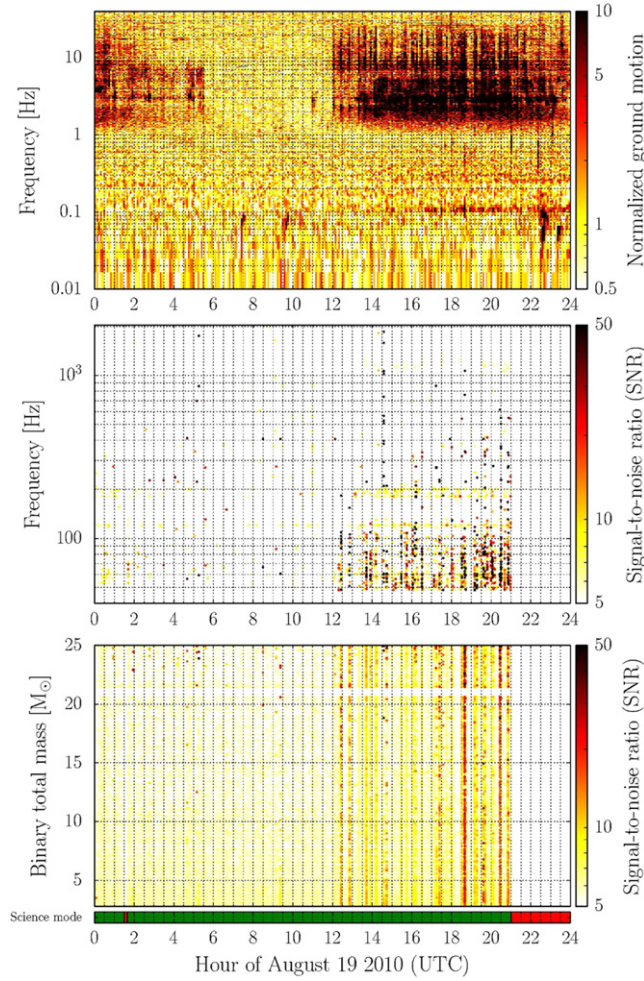 10
1
0.1
0.01
Frequency [Hz]
0 2 4 6 8 10 12 14 16 18 20 22 24
10
5
1
0.5
Normalized ground motion
10³
100
Frequency [Hz]
0 2 4 6 8 10 12 14 16 18 20 22 24
50
10
5
Signal-to-noise ratio (SNR)
25
20
15
10
5
Binary total mass [M⊙]
50
10
5
Signal-to-noise ratio (SNR)
Science mode
0 2 4 6 8 10 12 14 16 18 20 22 24
Hour of August 19 2010 (UTC)